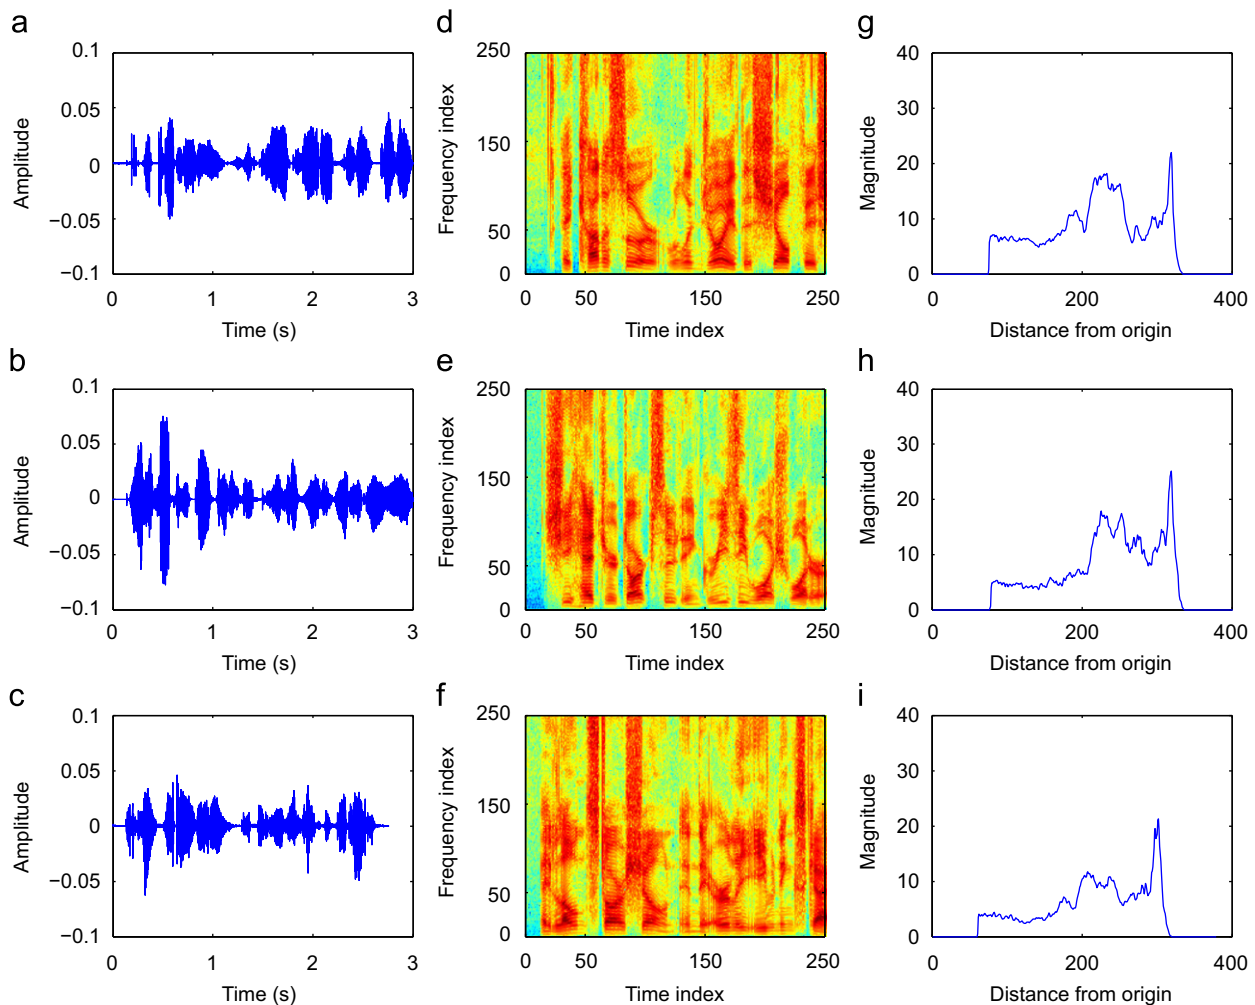 a
0.1
0.05
0
−0.05
−0.1
Amplitude
0 1 2 3
Time (s)
d
250
150
50
0
Frequency index
0 50 150 250
Time index
g
40
30
20
10
0
Magnitude
0 200 400
Distance from origin
b
0.1
0.05
0
−0.05
−0.1
Amplitude
0 1 2 3
Time (s)
e
250
150
50
0
Frequency index
0 50 150 250
Time index
h
40
30
20
10
0
Magnitude
0 200 400
Distance from origin
c
0.1
0.05
0
−0.05
−0.1
Amplitude
0 1 2 3
Time (s)
f
250
150
50
0
Frequency index
0 50 150 250
Time index
i
40
30
20
10
0
Magnitude
0 200 400
Distance from origin